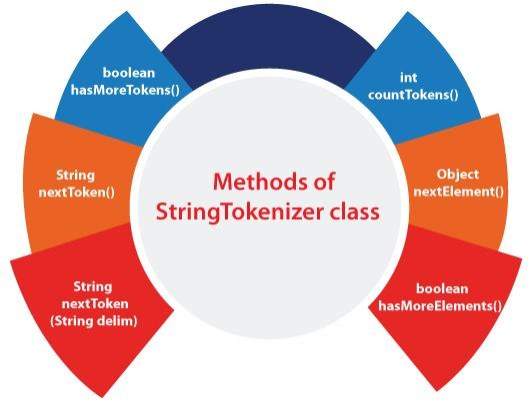 boolean
hasMoreTokens()
int
countTokens()
String
nextToken()
Object
nextElement()
Methods of
StringTokenizer class
String
nextToken
(String delim)
boolean
hasMoreElements()